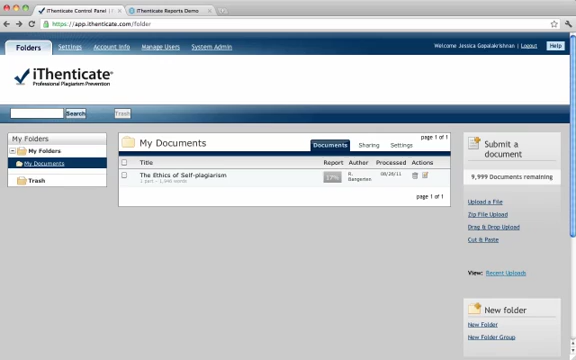 iThenticate Control Panel
iThenticate Reports Demo
https://app.ithenticate.com/folder
Folders
Settings
Account Info
Manage Users
System Admin
Welcome Jessica Gopalakrishnan
Logout
Help
iThenticate®
Professional Plagiarism Prevention
Search
Trash
My Folders
My Folders
My Documents
Trash
My Documents
page 1 of 1
Documents
Sharing
Settings
Title
Report
Author
Processed
Actions
The Ethics of Self-plagiarism
17%
R.
Bangerten
08/26/11
page 1 of 1
Submit a
document
9,999 Documents remaining
Upload a File
Zip File Upload
Drag & Drop Upload
Cut & Paste
View: Recent Uploads
New folder
New Folder
New Folder Group